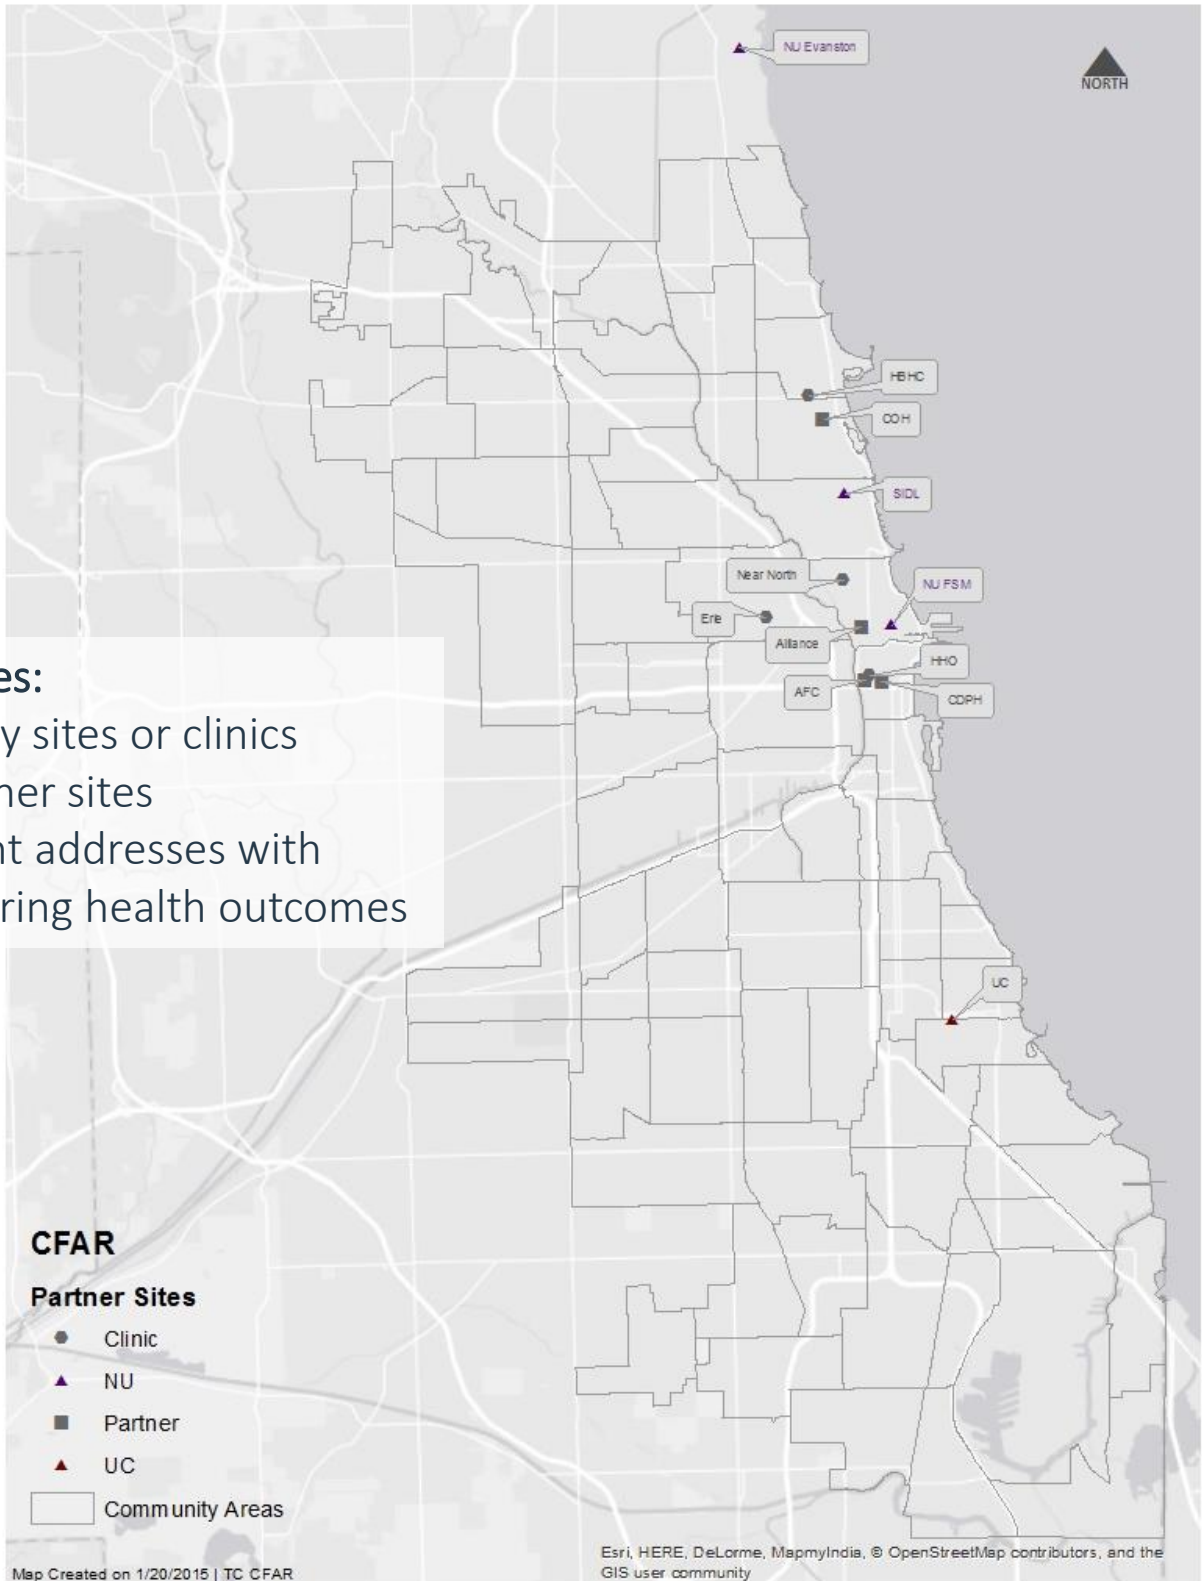 NU Evanston
NORTH
HBHC
COH
SIDL
Near North
NU FSM
Erie
Alliance
HHO
AFC
CDPH
es:
y sites or clinics
ner sites
nt addresses with
ring health outcomes
UC
CFAR
Partner Sites
Clinic
NU
Partner
UC
Community Areas
Map Created on 1/20/2015 | TC CFAR
Esri, HERE, DeLorme, MapmyIndia, © OpenStreetMap contributors, and the
GIS user community